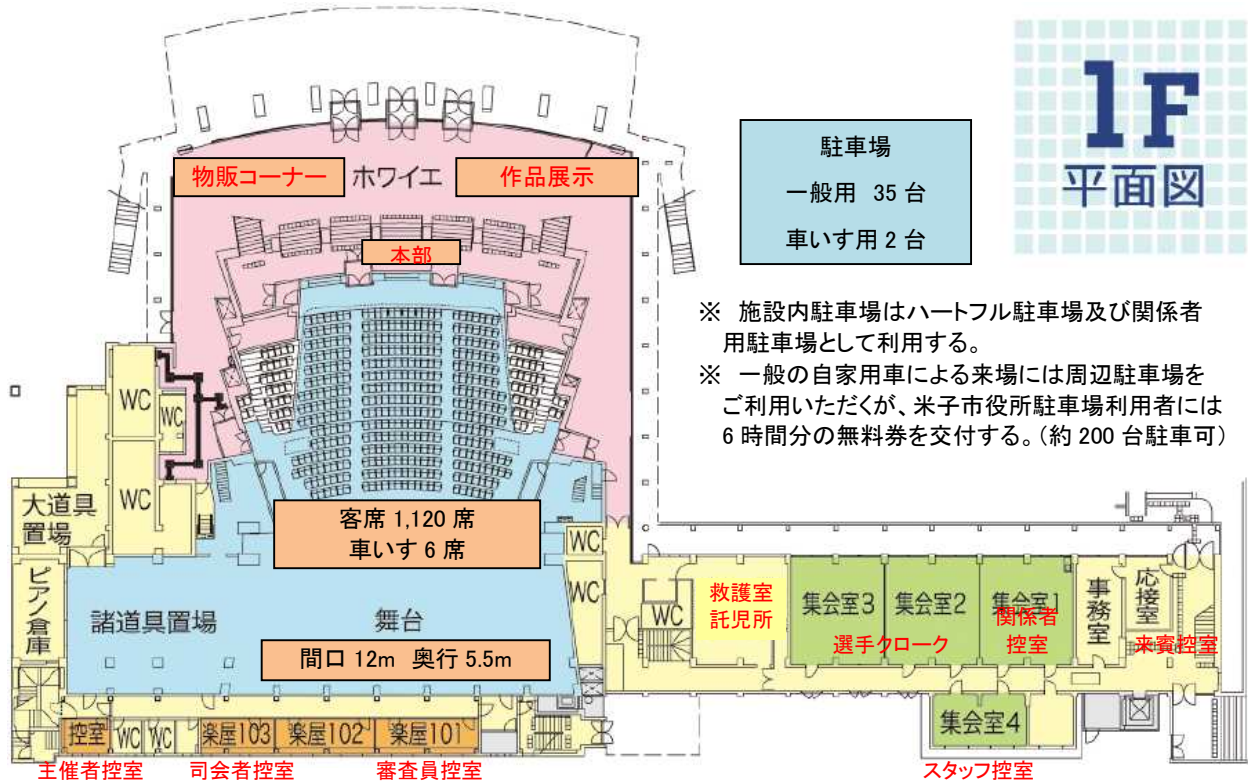 1F
平面図
物販コーナー
ホワイエ
作品展示
駐車場
一般用 35 台
車いす用 2 台
本部
※ 施設内駐車場はハートフル駐車場及び関係者
用駐車場として利用する。
※ 一般の自家用車による来場には周辺駐車場を
ご利用いただくが、米子市役所駐車場利用者には
6 時間分の無料券を交付する。（約 200 台駐車可）
WC
WC
WC
大道具
置場
客席 1,120 席
車いす 6 席
WC
ピアノ倉庫
諸道具置場
舞台
WC
間口 12m 奥行 5.5m
WC
救護室
託児所
集会室3
集会室2
集会室1
選手クローク
関係者
控室
事務室
応接室
来賓控室
集会室4
控室
WC
WC
楽屋103
楽屋102
楽屋101
主催者控室
司会者控室
審査員控室
スタッフ控室